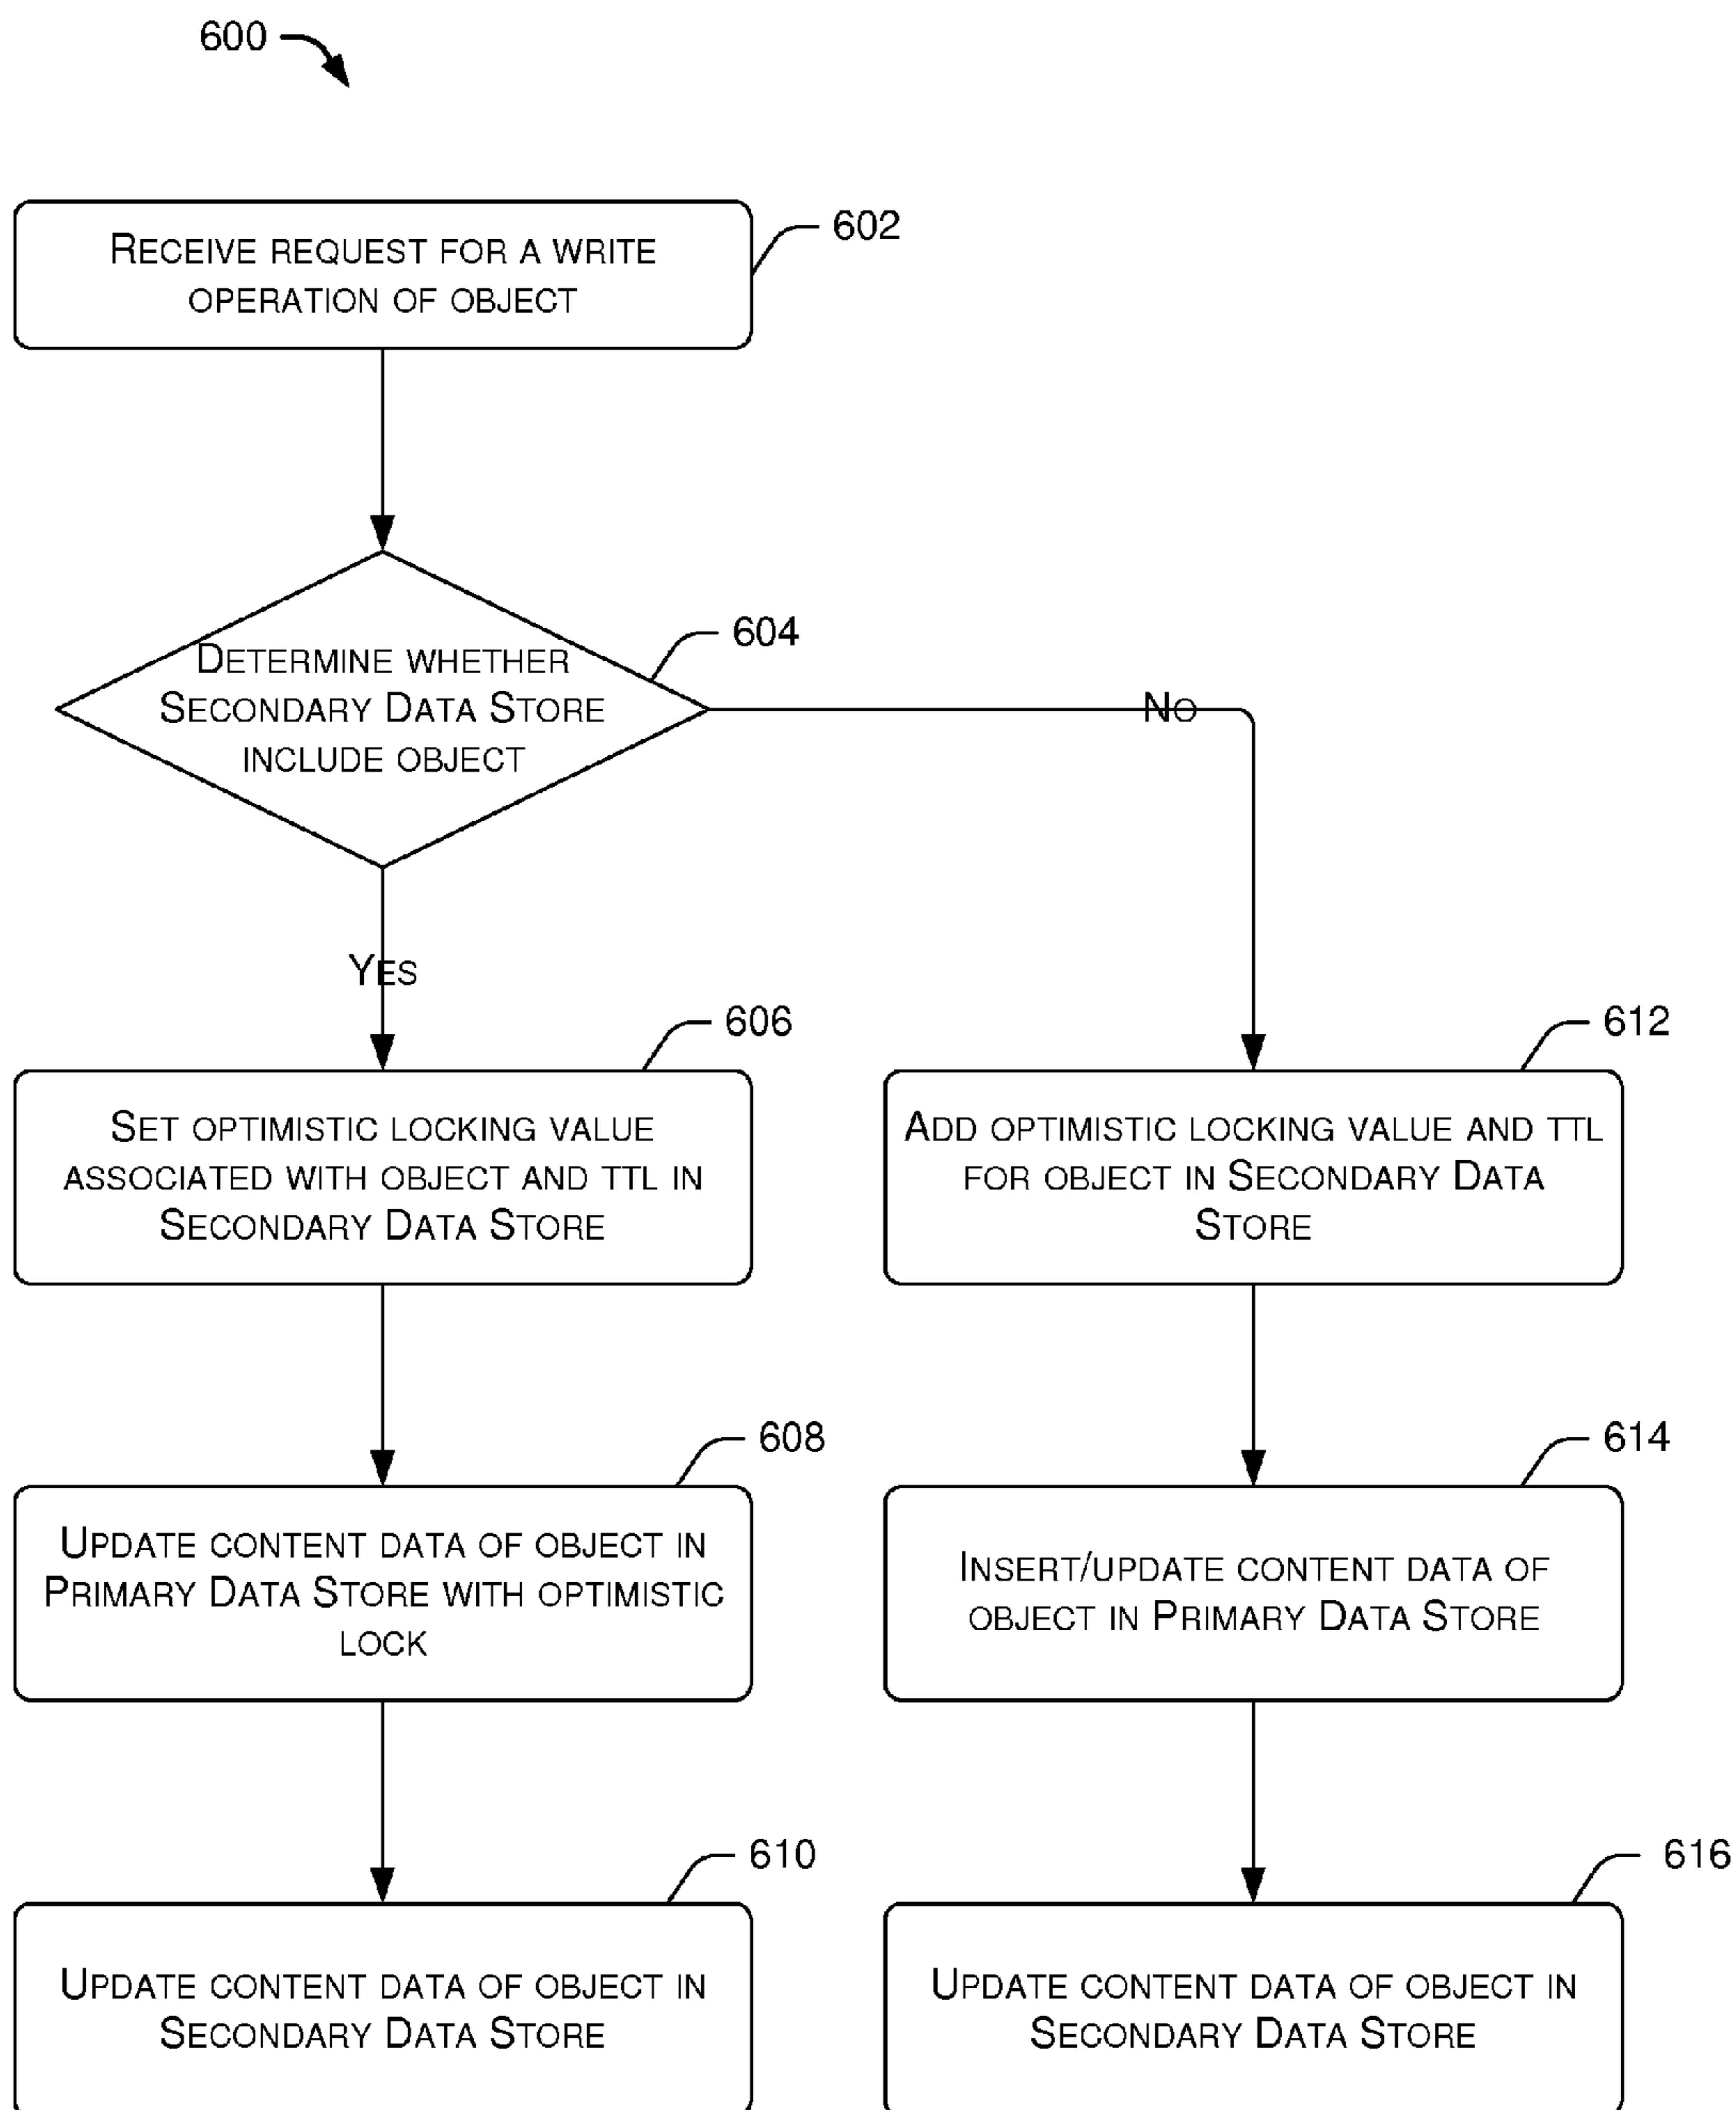 600
Receive request for a write
operation of object
602
Determine whether
Secondary Data Store
include object
604
No
Yes
Set optimistic locking value
associated with object and ttl in
Secondary Data Store
606
Add optimistic locking value and ttl
for object in Secondary Data
Store
612
Update content data of object in
Primary Data Store with optimistic
lock
608
Insert/update content data of
object in Primary Data Store
614
Update content data of object in
Secondary Data Store
610
Update content data of object in
Secondary Data Store
616